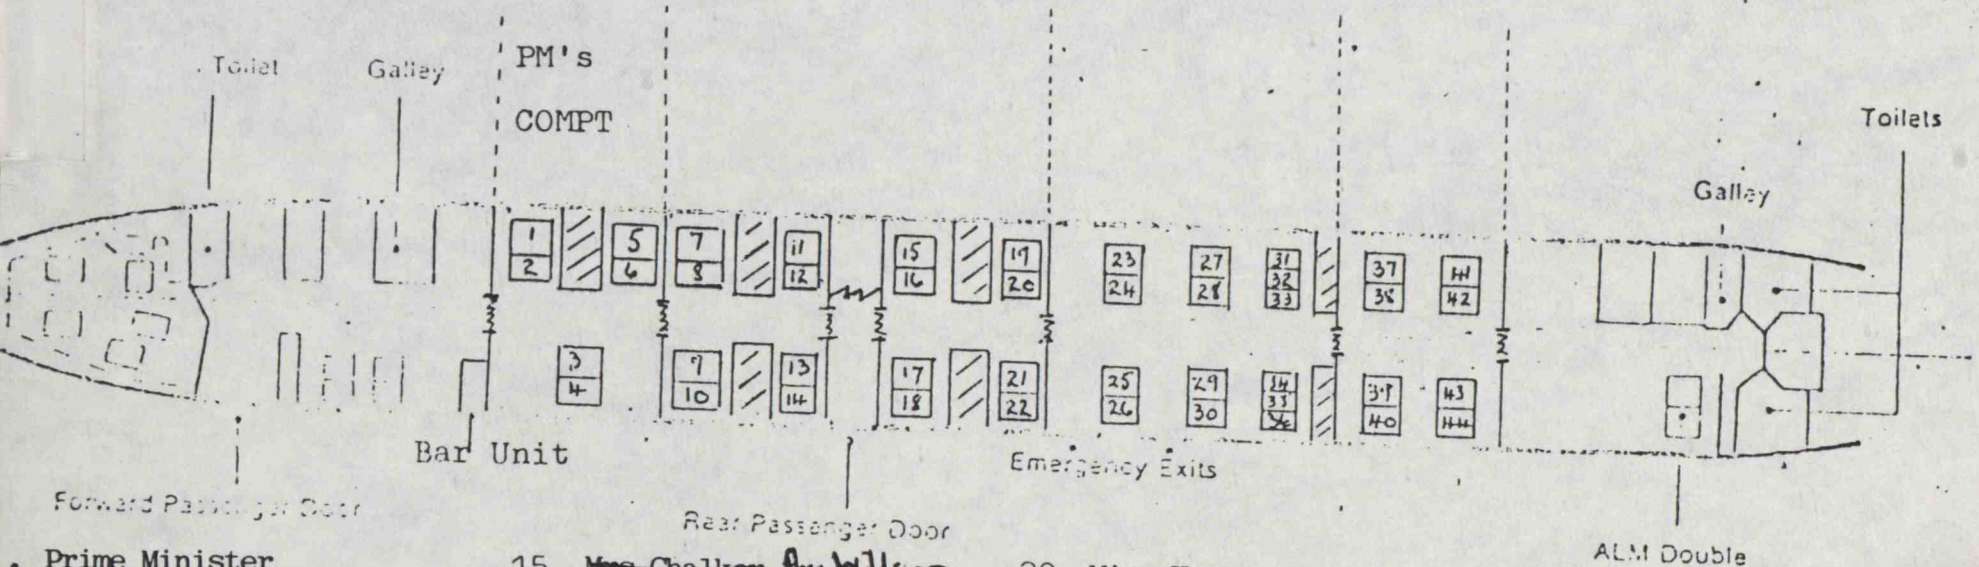 Toilet
Galley
PM's
COMPT
Toilets
Galley
1 5 7 11 15 19 23 27 31 37 41
2 6 8 12 16 20 24 28 32 38 42
33
3 9 13 17 21 25 29 34 39 43
4 10 14 18 22 26 30 35 40 44
36
Bar Unit
Emergency Exits
Forward Passenger Door
Rear Passenger Door
ALM Double
Prime Minister
15 Mrs Chalker